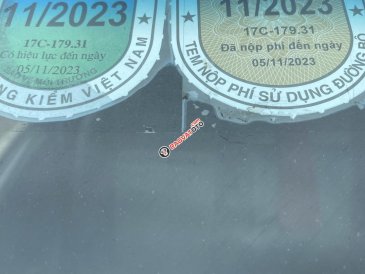 11/2023
17C-179.31
Có hiệu lực đến ngày
05/11/2023
NG KIỂM VIỆT NAM
11/2023
17C-179.31
Đã nộp phí đến ngày
05/11/2023
TEM NỘP PHÍ SỬ DỤNG ĐƯỜNG BỘ